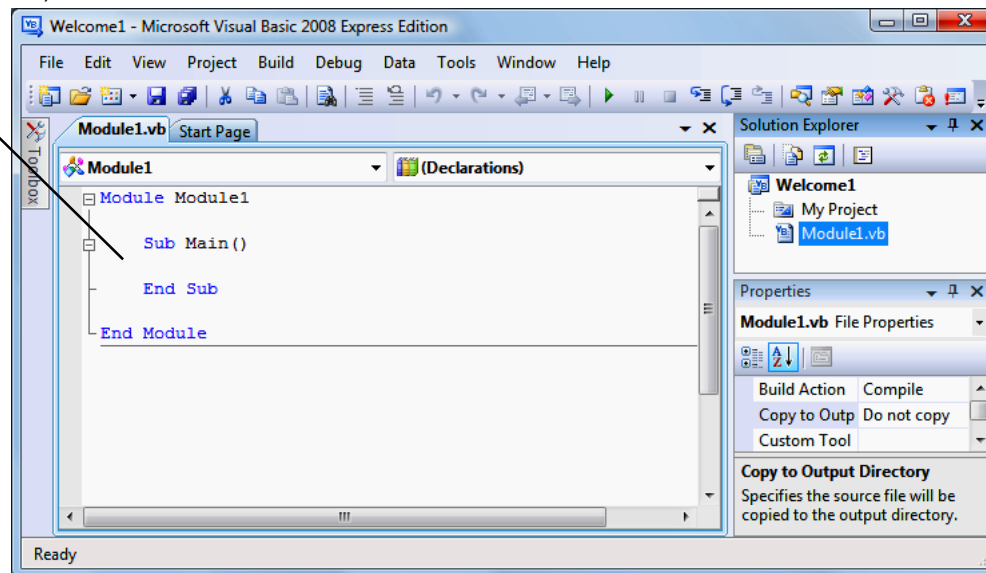 Welcome1 - Microsoft Visual Basic 2008 Express Edition
File Edit View Project Build Debug Data Tools Window Help
Toolbox
Module1.vb Start Page
Module1 (Declarations)
Module Module1
Sub Main()
End Sub
End Module
Solution Explorer
Welcome1
My Project
Module1.vb
Properties
Module1.vb File Properties
Build Action Compile
Copy to Outp Do not copy
Custom Tool
Copy to Output Directory
Specifies the source file will be
copied to the output directory.
Ready